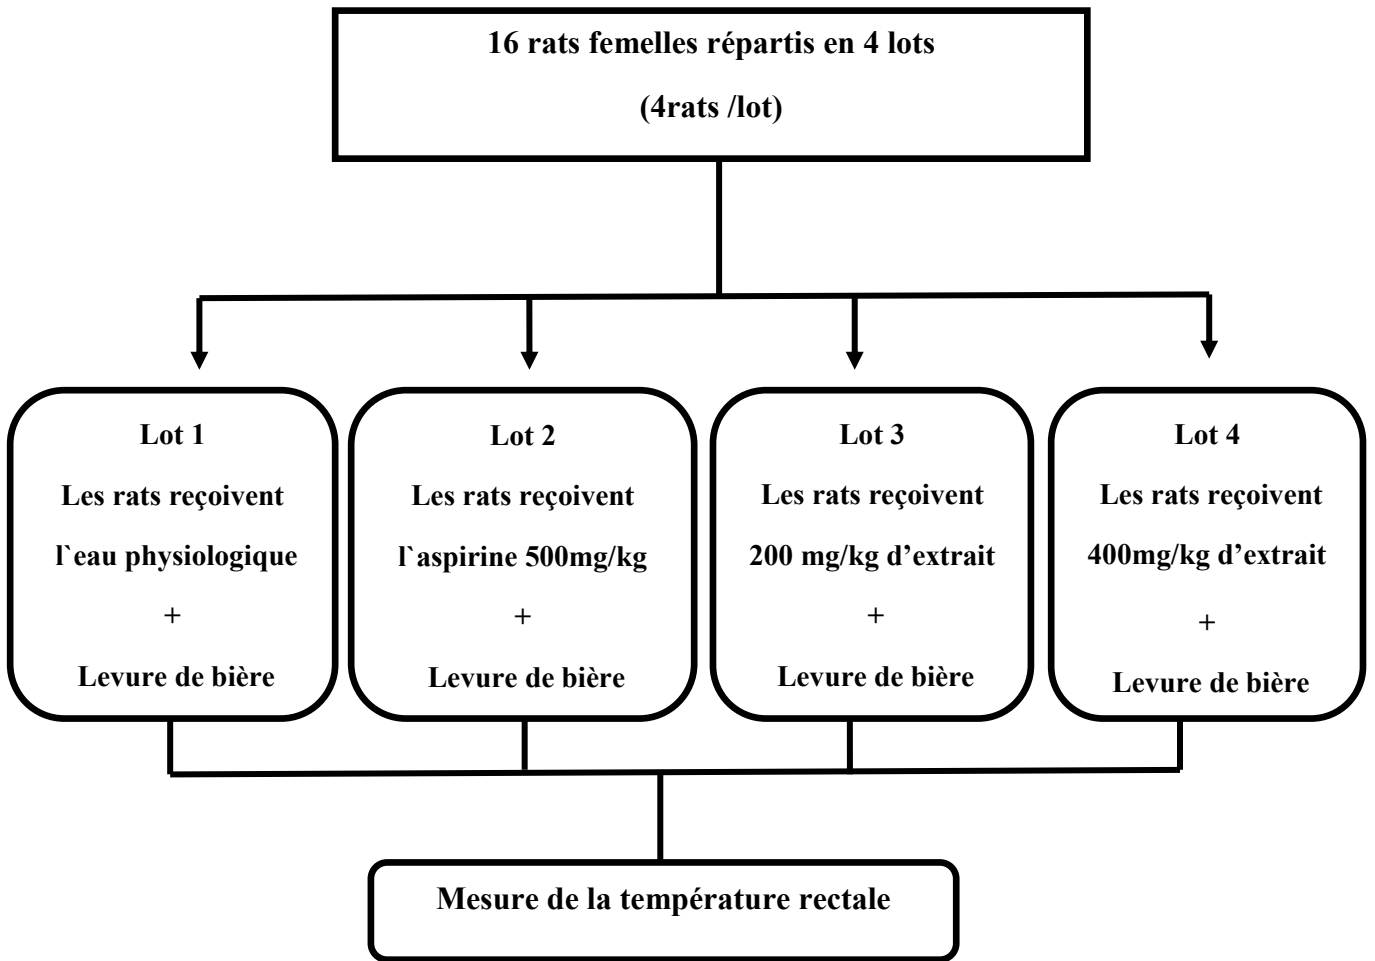 16 rats femelles répartis en 4 lots
(4rats /lot)
Lot 1
Les rats reçoivent
l`eau physiologique
+
Levure de bière
Lot 2
Les rats reçoivent
l`aspirine 500mg/kg
+
Levure de bière
Lot 3
Les rats reçoivent
200 mg/kg d’extrait
+
Levure de bière
Lot 4
Les rats reçoivent
400mg/kg d’extrait
+
Levure de bière
Mesure de la température rectale